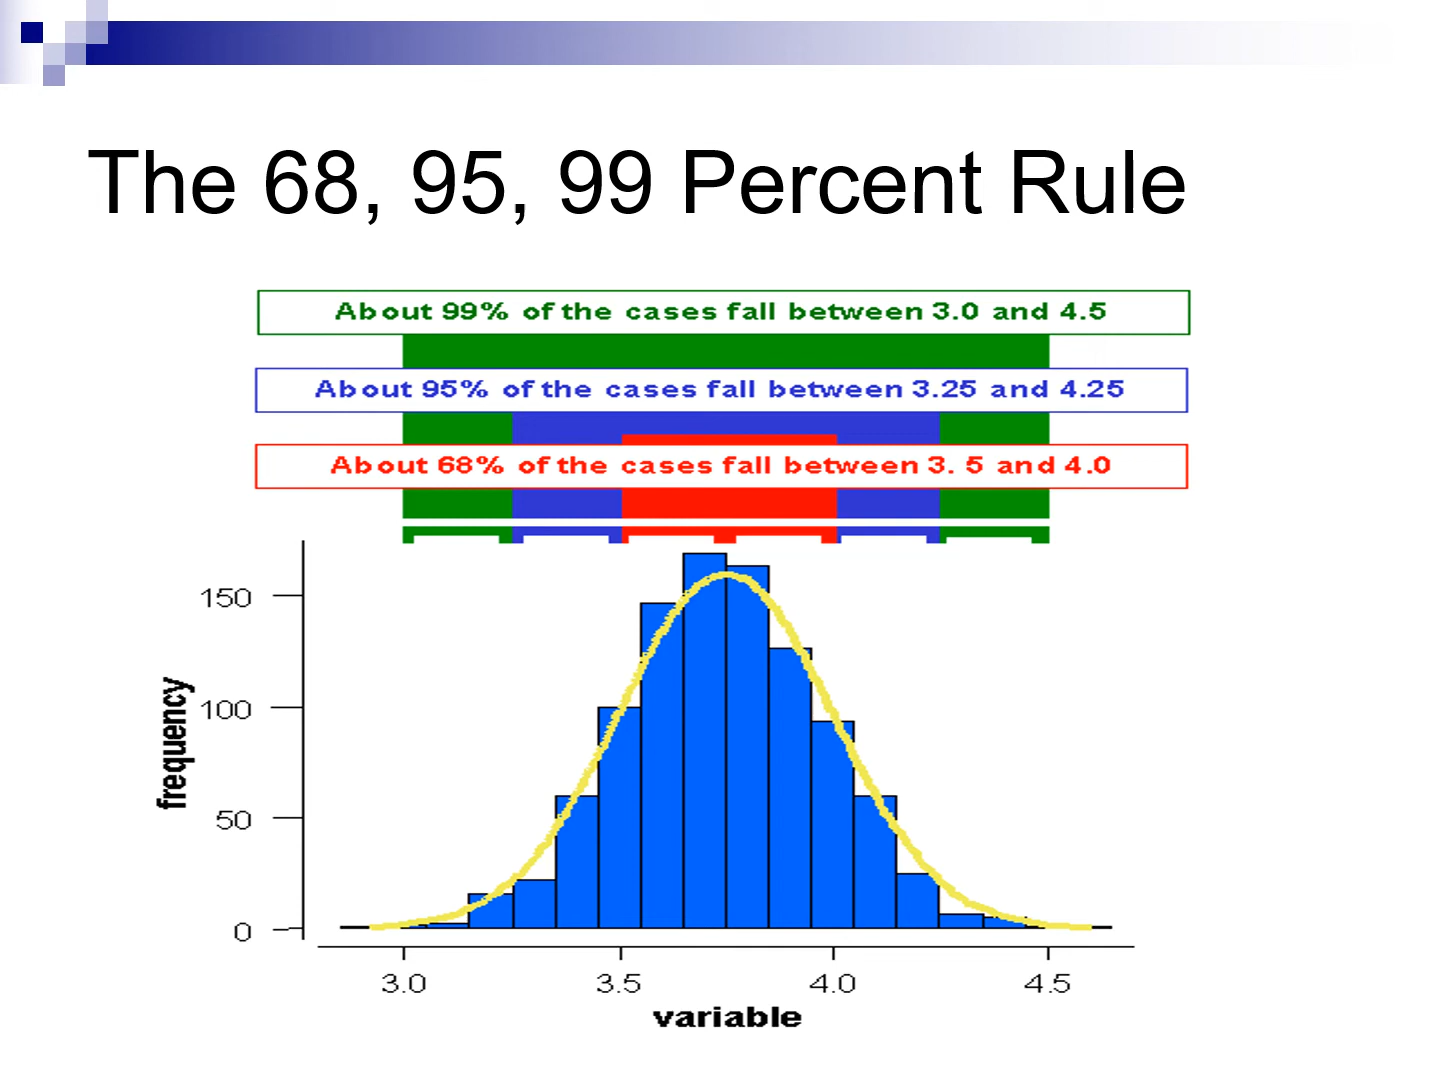 The 68, 95, 99 Percent Rule
About 99% of the cases fall between 3.0 and 4.5
About 95% of the cases fall between 3.25 and 4.25
About 68% of the cases fall between 3. 5 and 4.0
150
100
50
0
frequency
3.0 3.5 4.0 4.5
variable